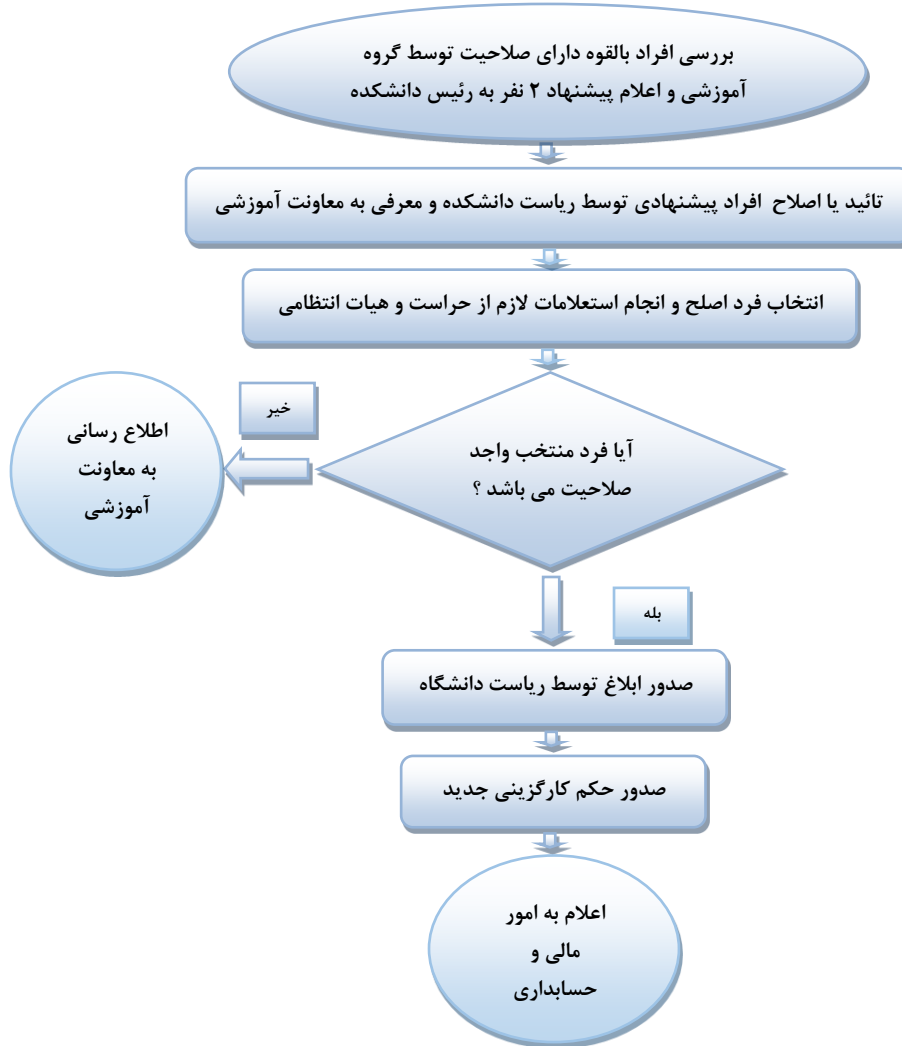 بررسی افراد بالقوه دارای صلاحیت توسط گروه
آموزشی و اعلام پیشنهاد ۲ نفر به رئیس دانشکده
تائید یا اصلاح افراد پیشنهادی توسط ریاست دانشکده و معرفی به معاونت آموزشی
انتخاب فرد اصلح و انجام استعلامات لازم از حراست و هیات انتظامی
آیا فرد منتخب واجد
صلاحیت می باشد ؟
خیر
اطلاع رسانی
به معاونت
آموزشی
بله
صدور ابلاغ توسط ریاست دانشگاه
صدور حکم کارگزینی جدید
اعلام به امور
مالی و
حسابداری